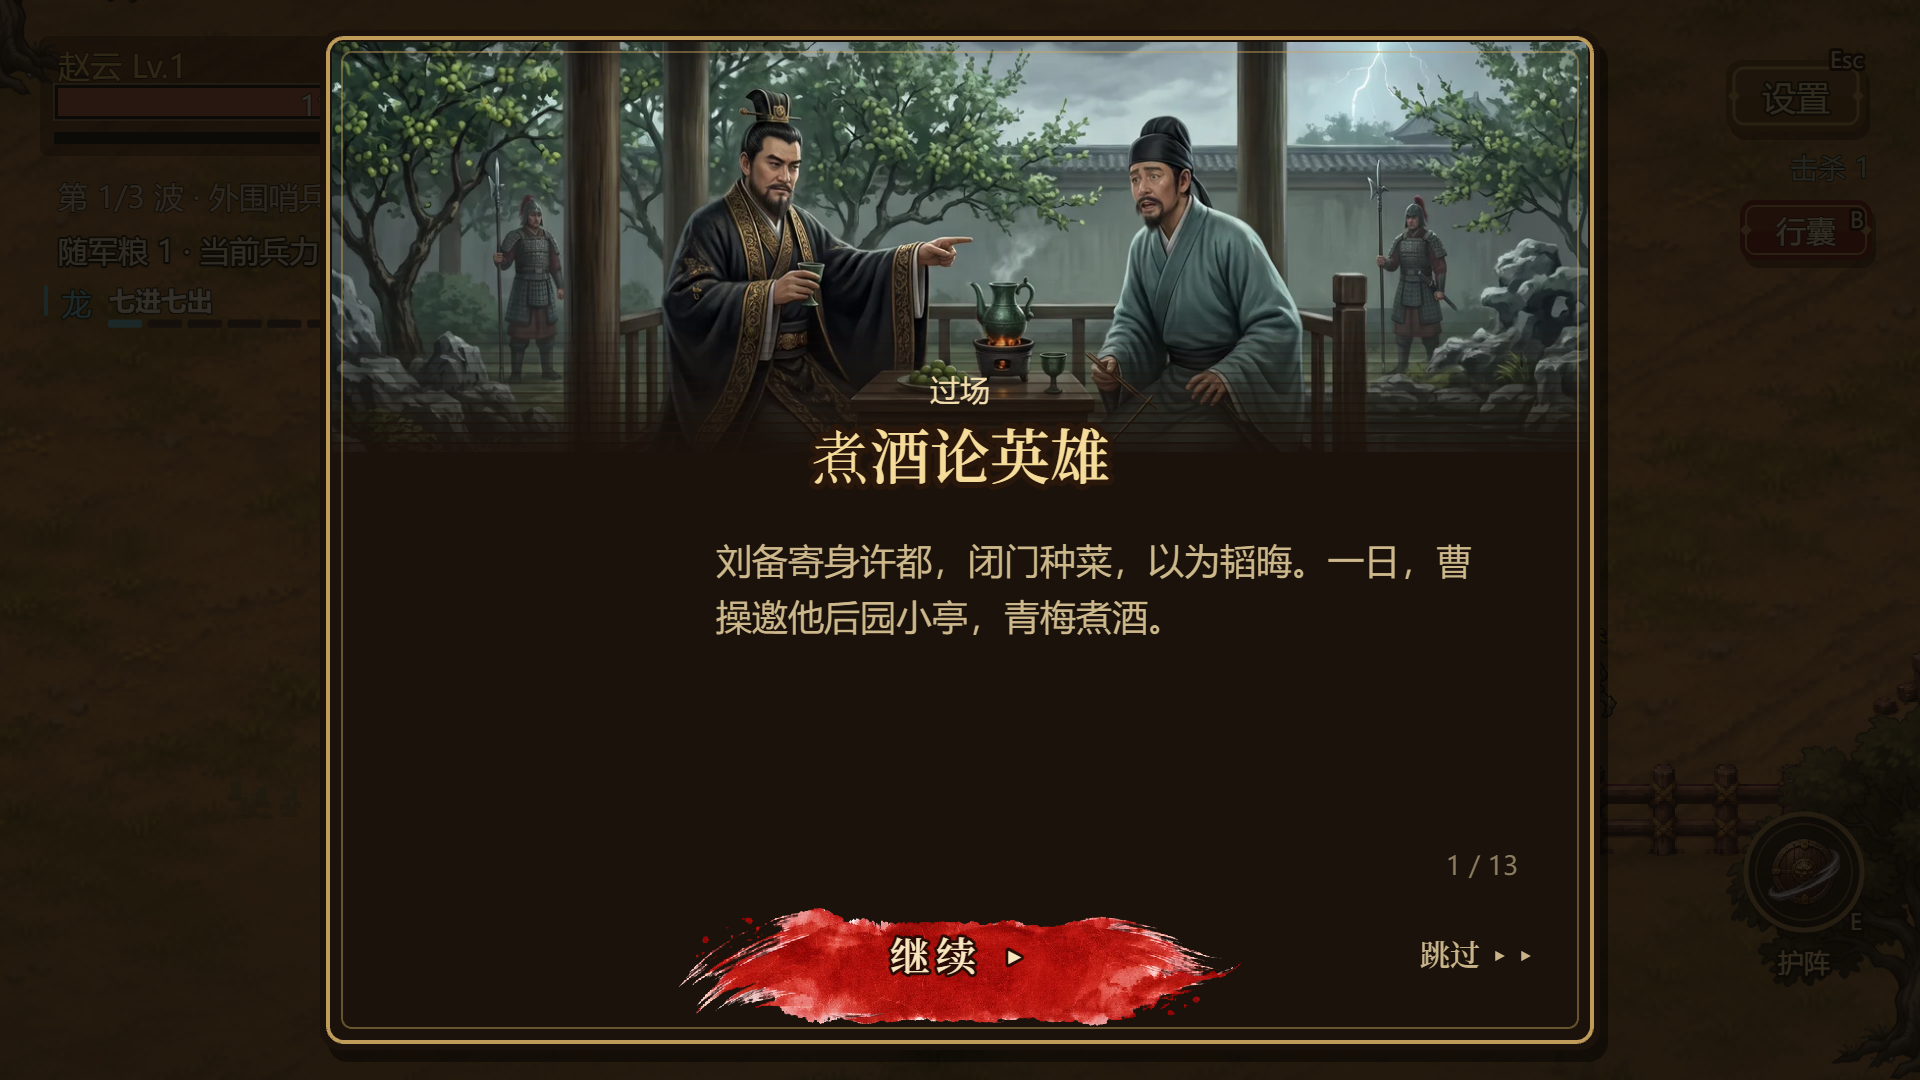 赵云 Lv.1
1
第 1/3 波 · 外围哨兵
随军粮 1 · 当前兵力
龙 七进七出
Esc
设置
击杀 1
行囊 B
过场
煮酒论英雄
刘备寄身许都，闭门种菜，以为韬晦。一日，曹
操邀他后园小亭，青梅煮酒。
1 / 13
继续
跳过
E
护阵